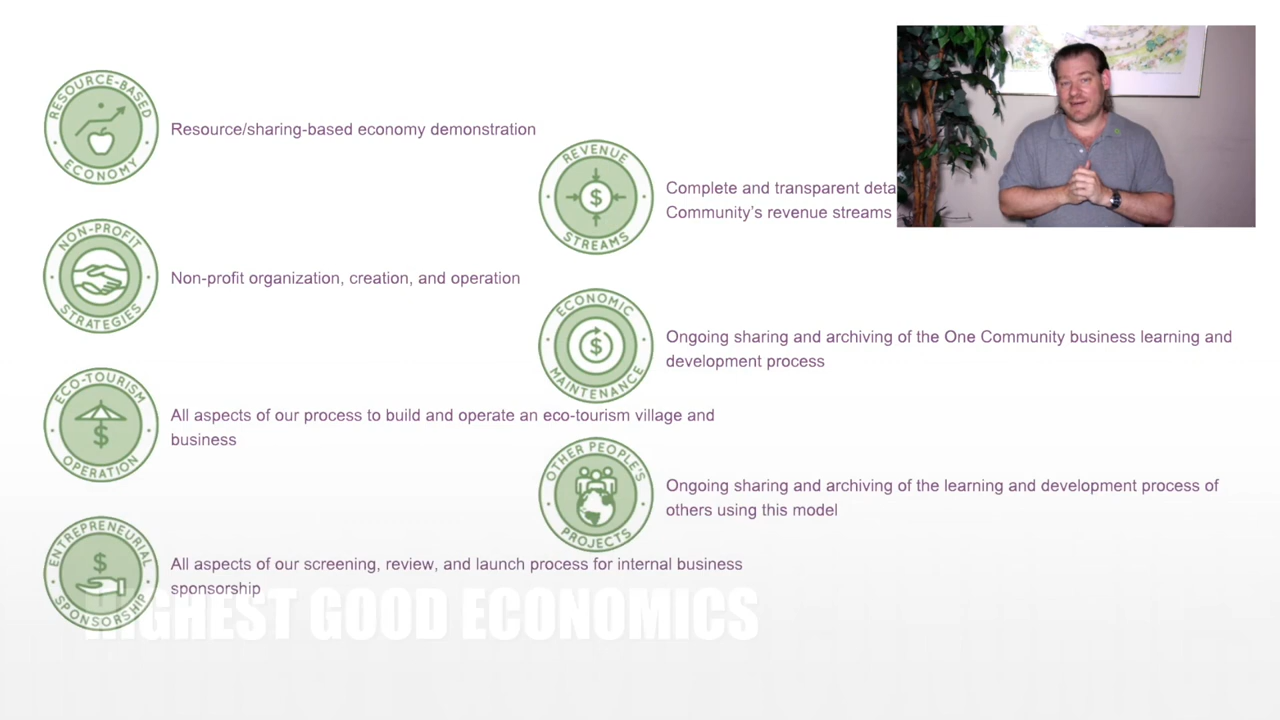 RESOURCE-BASED
ECONOMY
Resource/sharing-based economy demonstration
NON-PROFIT
STRATEGIES
Non-profit organization, creation, and operation
ECO-TOURISM
OPERATION
All aspects of our process to build and operate an eco-tourism village and
business
ENTREPRENEURIAL
SPONSORSHIP
All aspects of our screening, review, and launch process for internal business
sponsorship
REVENUE
STREAMS
Complete and transparent deta
Community’s revenue streams
ECONOMIC
MAINTENANCE
Ongoing sharing and archiving of the One Community business learning and
development process
OTHER PEOPLE'S
PROJECTS
Ongoing sharing and archiving of the learning and development process of
others using this model
HIGHEST GOOD ECONOMICS